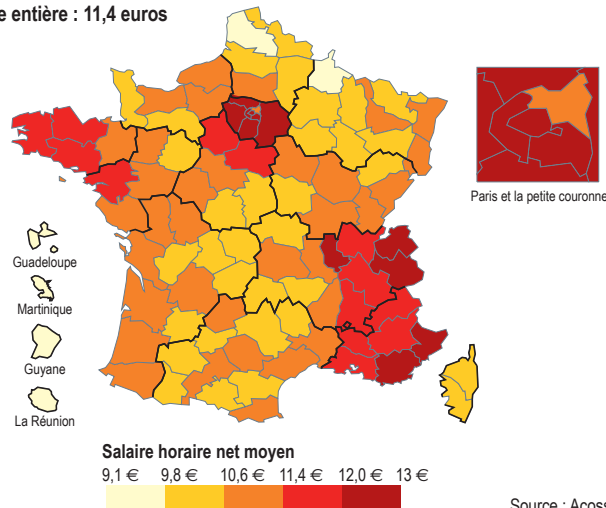 e entière : 11,4 euros
Paris et la petite couronne
Guadeloupe
Martinique
Guyane
La Réunion
Salaire horaire net moyen
9,1 € 9,8 € 10,6 € 11,4 € 12,0 € 13 €
Source : Acoss